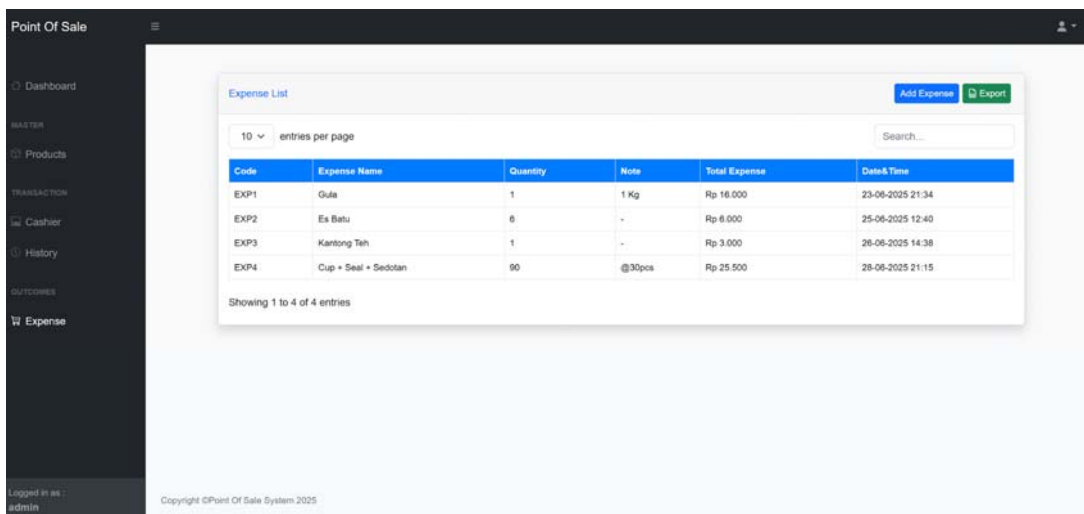 Point Of Sale
Dashboard
MASTER
Products
TRANSACTION
Cashier
History
OUTCOMES
Expense
Logged in as :
admin
Expense List
Add Expense Export
10 entries per page Search...
Code Expense Name Quantity Note Total Expense Date&Time
EXP1 Gula 1 1 Kg Rp 16.000 23-06-2025 21:34
EXP2 Es Batu 6 - Rp 6.000 25-06-2025 12:40
EXP3 Kantong Teh 1 - Rp 3.000 26-06-2025 14:38
EXP4 Cup + Seal + Sedotan 90 @30pcs Rp 25.500 28-06-2025 21:15
Showing 1 to 4 of 4 entries
Copyright ©Point Of Sale System 2025